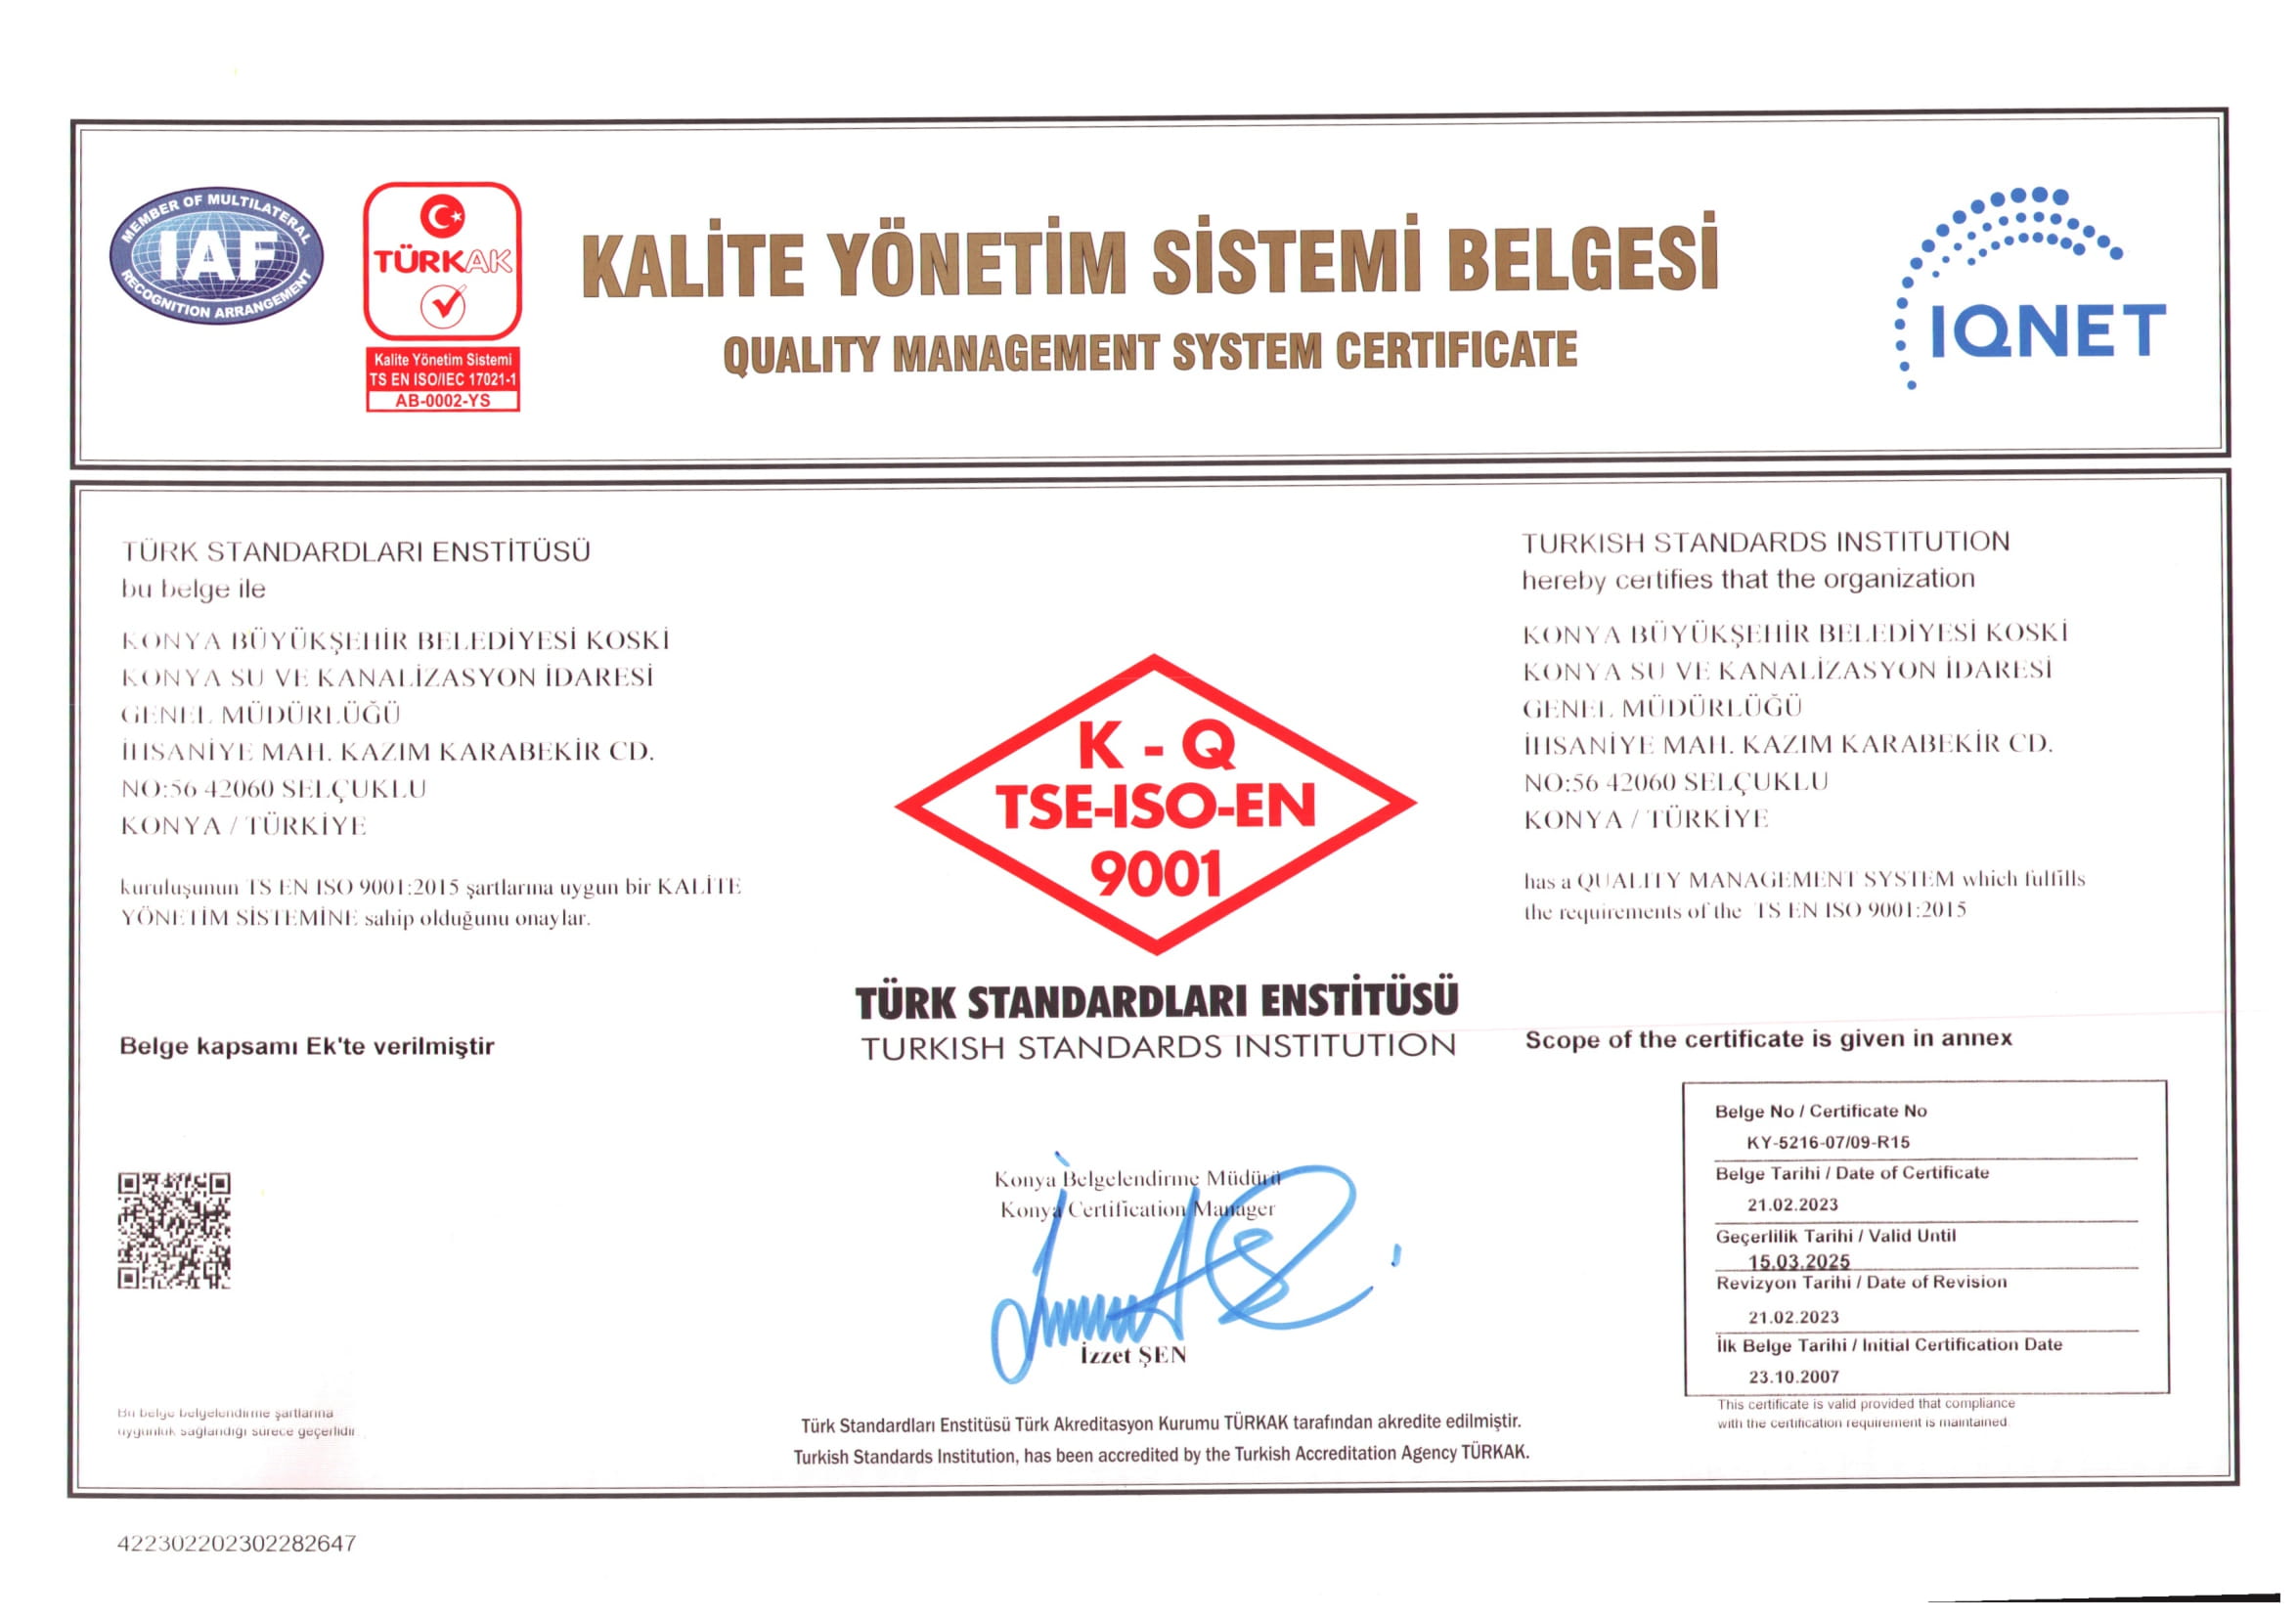 MEMBER OF MULTILATERAL
IAF
RECOGNITION ARRANGEMENT
TÜRKAK
Kalite Yönetim Sistemi
TS EN ISO/IEC 17021-1
AB-0002-YS
KALİTE YÖNETİM SİSTEMİ BELGESİ
QUALITY MANAGEMENT SYSTEM CERTIFICATE
IQNET
TÜRK STANDARDLARI ENSTİTÜSÜ
bu belge ile
KONYA BÜYÜKŞEHİR BELEDİYESİ KOSKİ
KONYA SU VE KANALİZASYON İDARESİ
GENEL MÜDÜRLÜĞÜ
İHSANİYE MAH. KAZIM KARABEKİR CD.
NO:56 42060 SELÇUKLU
KONYA / TÜRKİYE
kuruluşunun TS EN ISO 9001:2015 şartlarına uygun bir KALİTE
YÖNETİM SİSTEMİNE sahip olduğunu onaylar.
Belge kapsamı Ek'te verilmiştir
K - Q
TSE-ISO-EN
9001
TÜRK STANDARDLARI ENSTİTÜSÜ
TURKISH STANDARDS INSTITUTION
TURKISH STANDARDS INSTITUTION
hereby certifies that the organization
KONYA BÜYÜKŞEHİR BELEDİYESİ KOSKİ
KONYA SU VE KANALİZASYON İDARESİ
GENEL MÜDÜRLÜĞÜ
İHSANİYE MAH. KAZIM KARABEKİR CD.
NO:56 42060 SELÇUKLU
KONYA / TÜRKİYE
has a QUALITY MANAGEMENT SYSTEM which fulfills
the requirements of the TS EN ISO 9001:2015
Scope of the certificate is given in annex
Konya Belgelendirme Müdürü
Konya Certification Manager
İzzet ŞEN
Belge No / Certificate No
KY-5216-07/09-R15
Belge Tarihi / Date of Certificate
21.02.2023
Geçerlilik Tarihi / Valid Until
15.03.2025
Revizyon Tarihi / Date of Revision
21.02.2023
İlk Belge Tarihi / Initial Certification Date
23.10.2007
This certificate is valid provided that compliance
with the certification requirement is maintained
Bu belge belgelendirme şartlarına
uygunluk sağlandığı sürece geçerlidir
Türk Standardları Enstitüsü Türk Akreditasyon Kurumu TÜRKAK tarafından akredite edilmiştir.
Turkish Standards Institution, has been accredited by the Turkish Accreditation Agency TÜRKAK.
422302202302282647